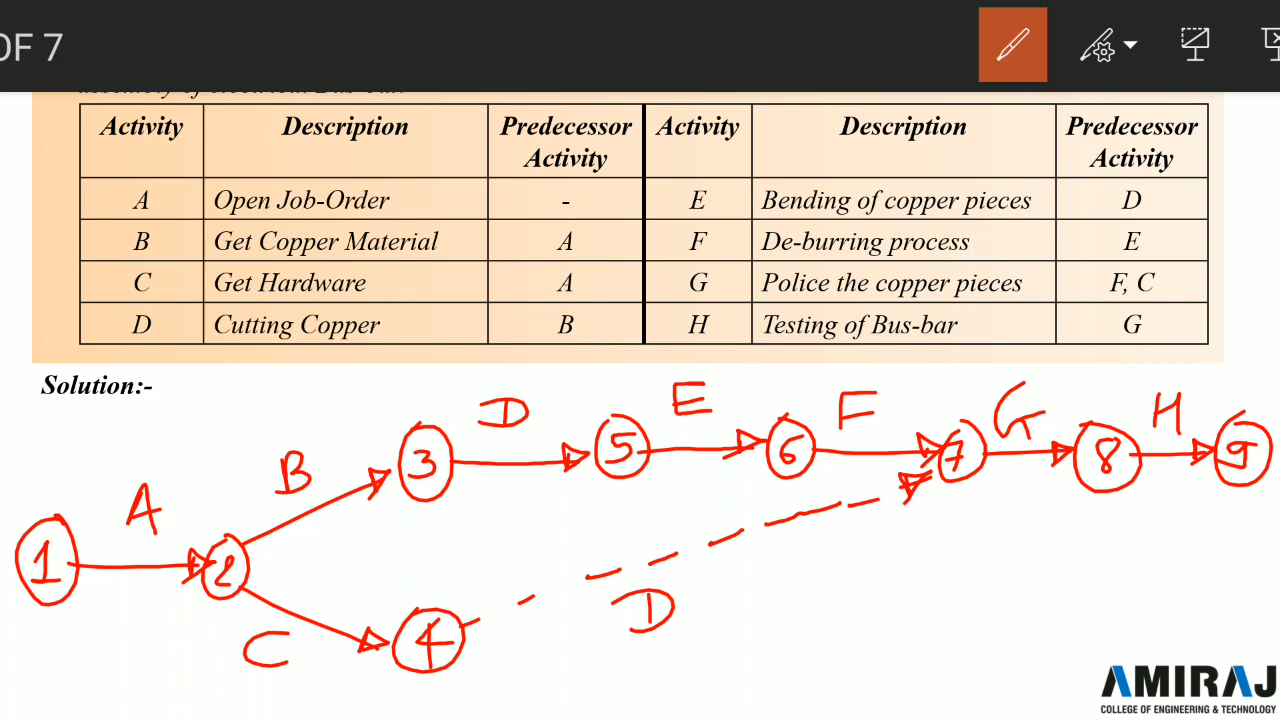 OF 7
Activity Description Predecessor Activity Activity Description Predecessor Activity
A Open Job-Order - E Bending of copper pieces D
B Get Copper Material A F De-burring process E
C Get Hardware A G Police the copper pieces F, C
D Cutting Copper B H Testing of Bus-bar G
Solution:-
A B D E F G H
1 2 3 5 6 7 8 9
C 4 D
AMIRAJ
COLLEGE OF ENGINEERING & TECHNOLOGY